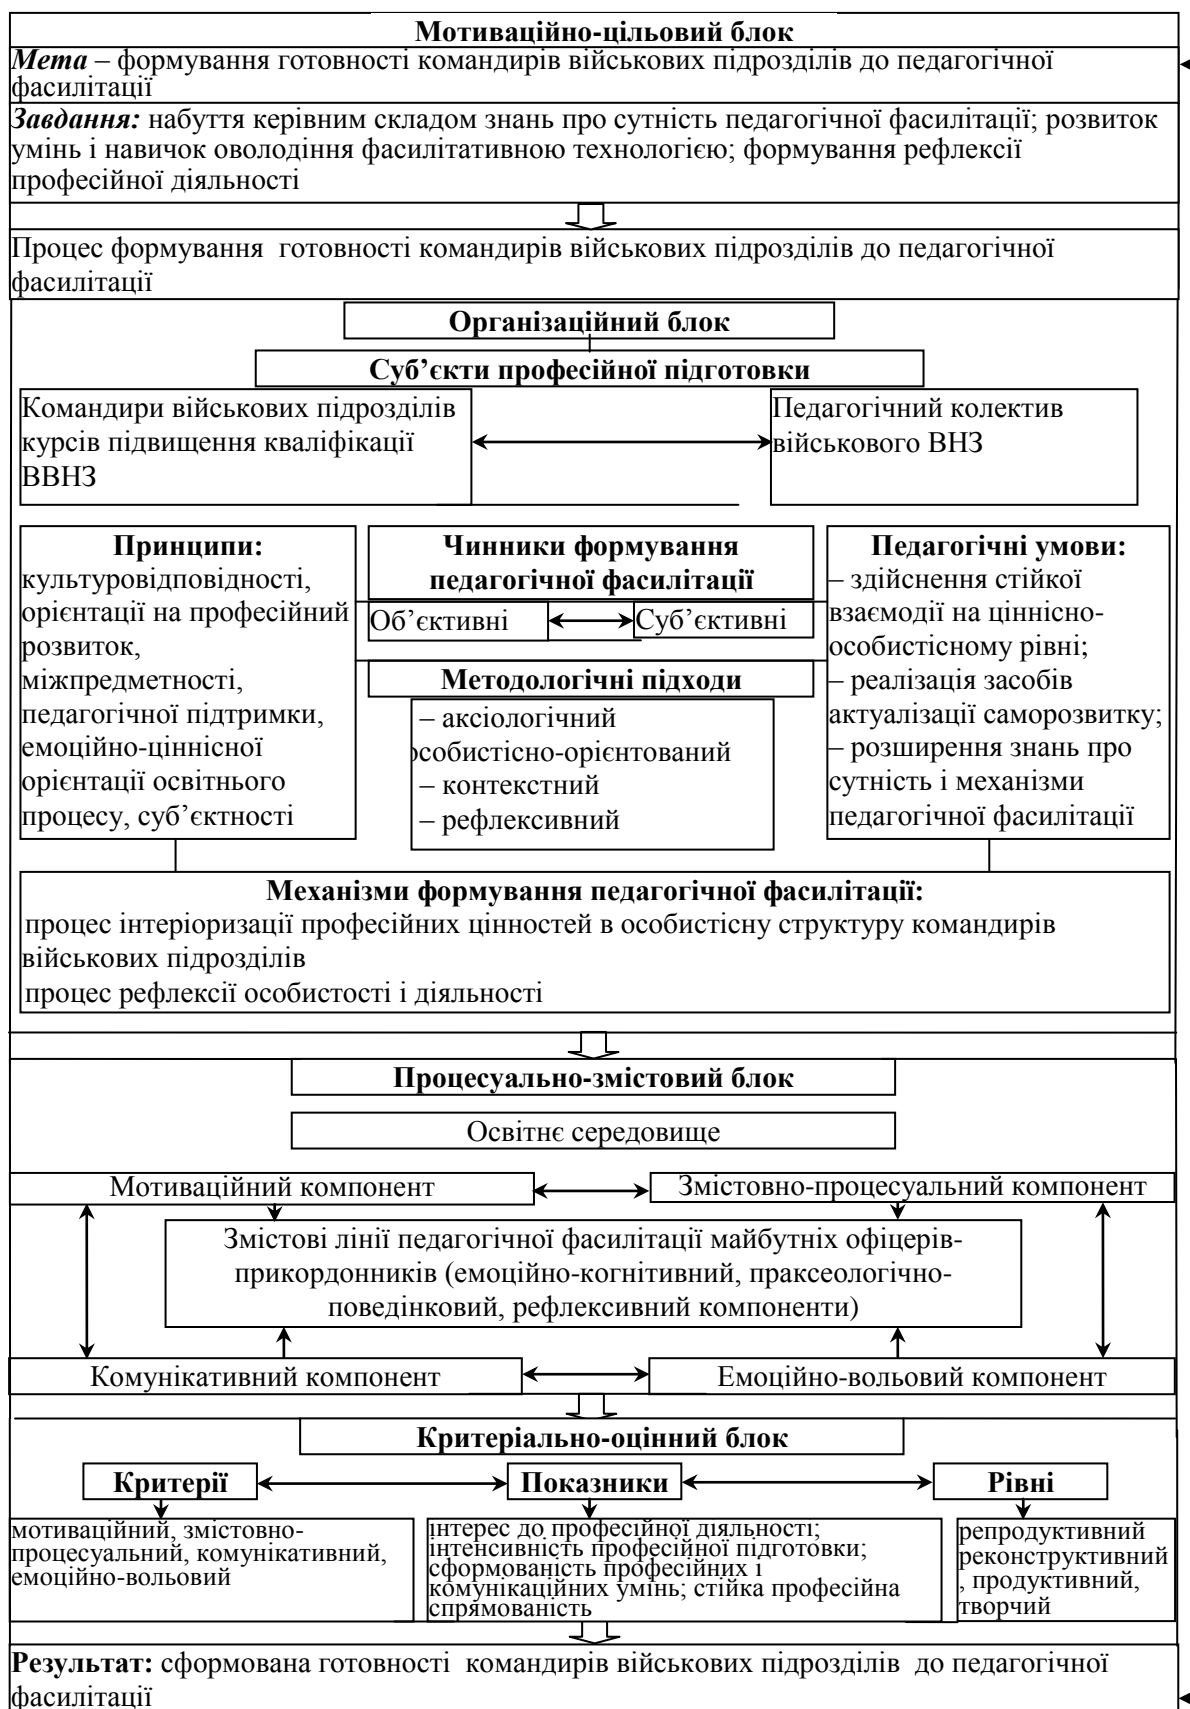 Мотиваційно-цільовий блок
Мета – формування готовності командирів військових підрозділів до педагогічної
фасилітації
Завдання: набуття керівним складом знань про сутність педагогічної фасилітації; розвиток
умінь і навичок оволодіння фасилітативною технологією; формування рефлексії
професійної діяльності
Процес формування готовності командирів військових підрозділів до педагогічної
фасилітації
Організаційний блок
Суб’єкти професійної підготовки
Командири військових підрозділів
курсів підвищення кваліфікації
ВВНЗ
Педагогічний колектив
військового ВНЗ
Принципи:
культуровідповідності,
орієнтації на професійний
розвиток,
міжпредметності,
педагогічної підтримки,
емоційно-ціннісної
орієнтації освітнього
процесу, суб’єктності
Чинники формування
педагогічної фасилітації
Об’єктивні
Суб’єктивні
Методологічні підходи
– аксіологічний
особистісно-орієнтований
– контекстний
– рефлексивний
Педагогічні умови:
– здійснення стійкої
взаємодії на ціннісно-
особистісному рівні;
– реалізація засобів
актуалізації саморозвитку;
– розширення знань про
сутність і механізми
педагогічної фасилітації
Механізми формування педагогічної фасилітації:
процес інтеріоризації професійних цінностей в особистісну структуру командирів
військових підрозділів
процес рефлексії особистості і діяльності
Процесуально-змістовий блок
Освітнє середовище
Мотиваційний компонент
Змістовно-процесуальний компонент
Змістові лінії педагогічної фасилітації майбутніх офіцерів-
прикордонників (емоційно-когнітивний, праксеологічно-
поведінковий, рефлексивний компоненти)
Комунікативний компонент
Емоційно-вольовий компонент
Критеріально-оцінний блок
Критерії
Показники
Рівні
мотиваційний, змістовно-
процесуальний, комунікативний,
емоційно-вольовий
інтерес до професійної діяльності;
інтенсивність професійної підготовки;
сформованість професійних і
комунікаційних умінь; стійка професійна
спрямованість
репродуктивний
реконструктивний
, продуктивний,
творчий
Результат: сформована готовності командирів військових підрозділів до педагогічної
фасилітації